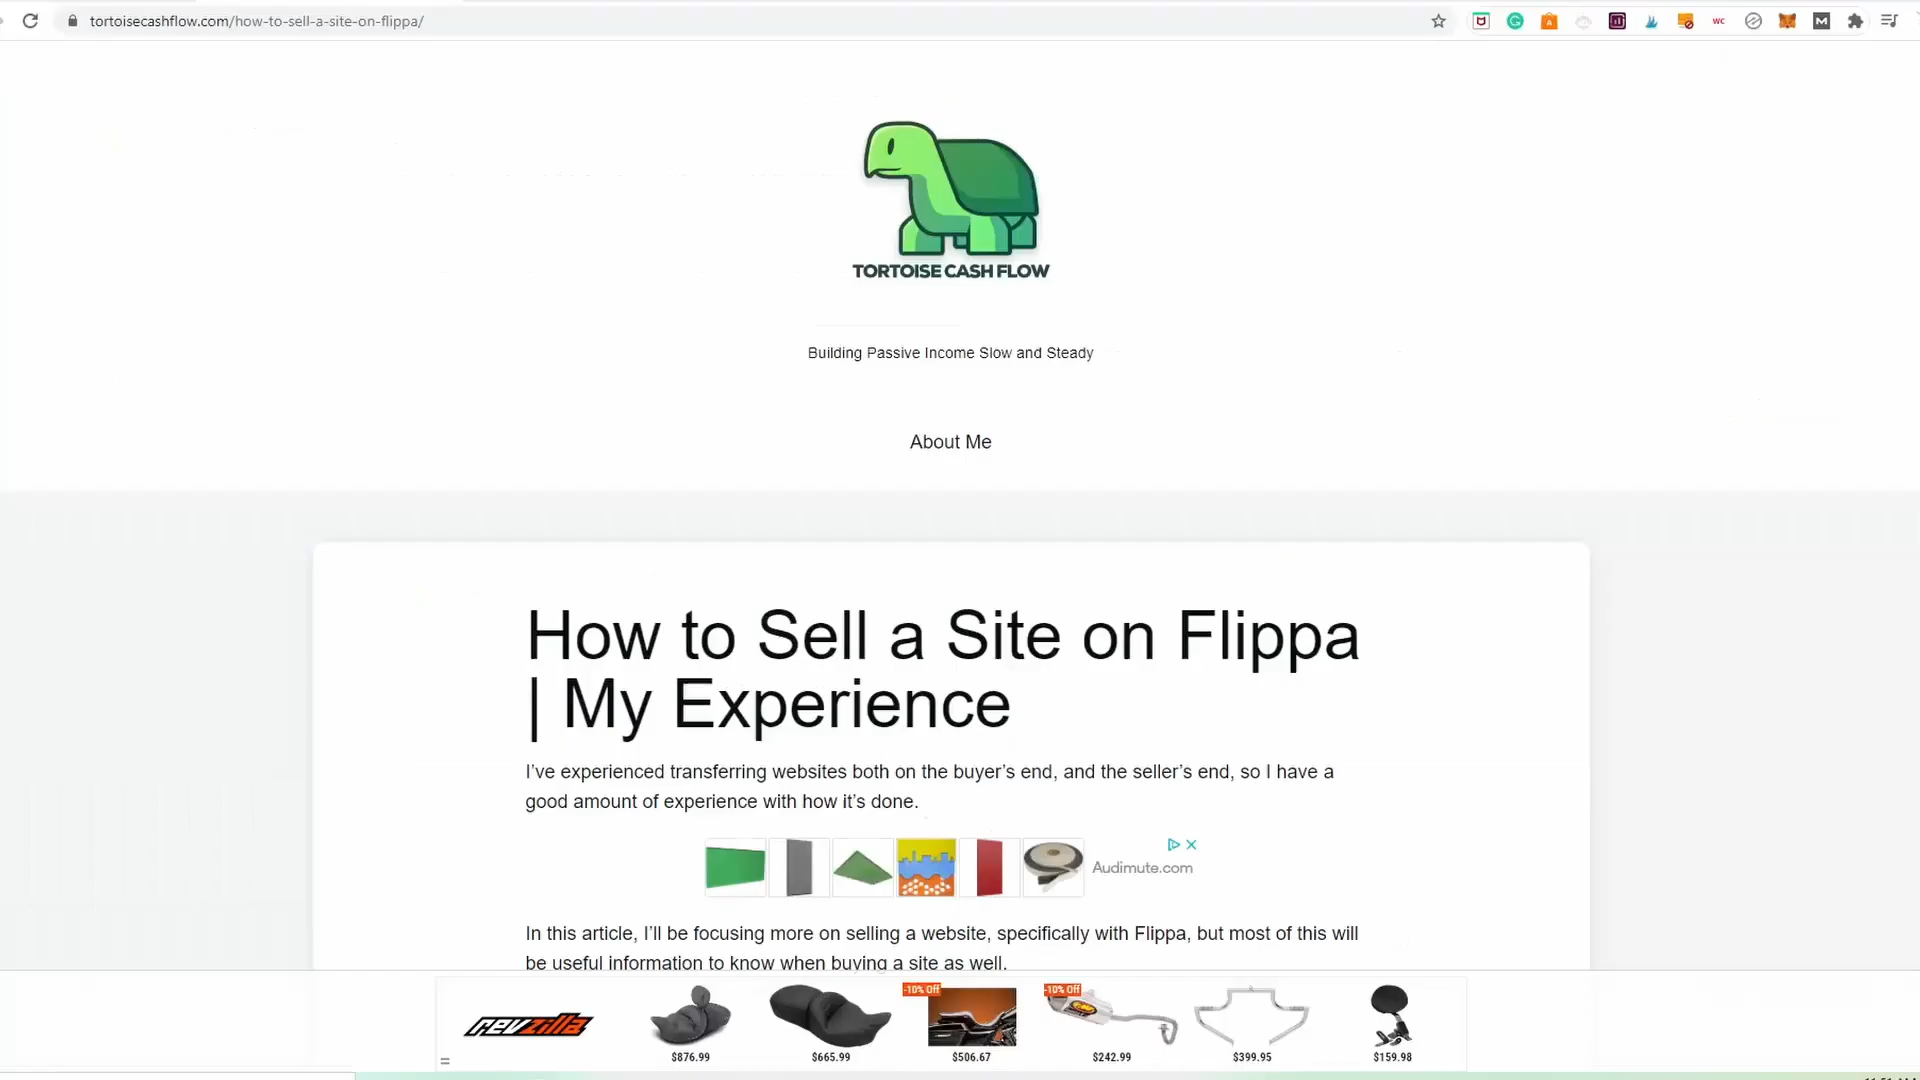 tortoisecashflow.com/how-to-sell-a-site-on-flippa/
WC
TORTOISE CASH FLOW
Building Passive Income Slow and Steady
About Me
How to Sell a Site on Flippa
| My Experience
I’ve experienced transferring websites both on the buyer’s end, and the seller’s end, so I have a
good amount of experience with how it’s done.
Audimute.com
In this article, I’ll be focusing more on selling a website, specifically with Flippa, but most of this will
be useful information to know when buying a site as well.
revzilla
$876.99
$665.99
-10% Off
$506.67
-10% Off
$242.99
$399.95
$159.98